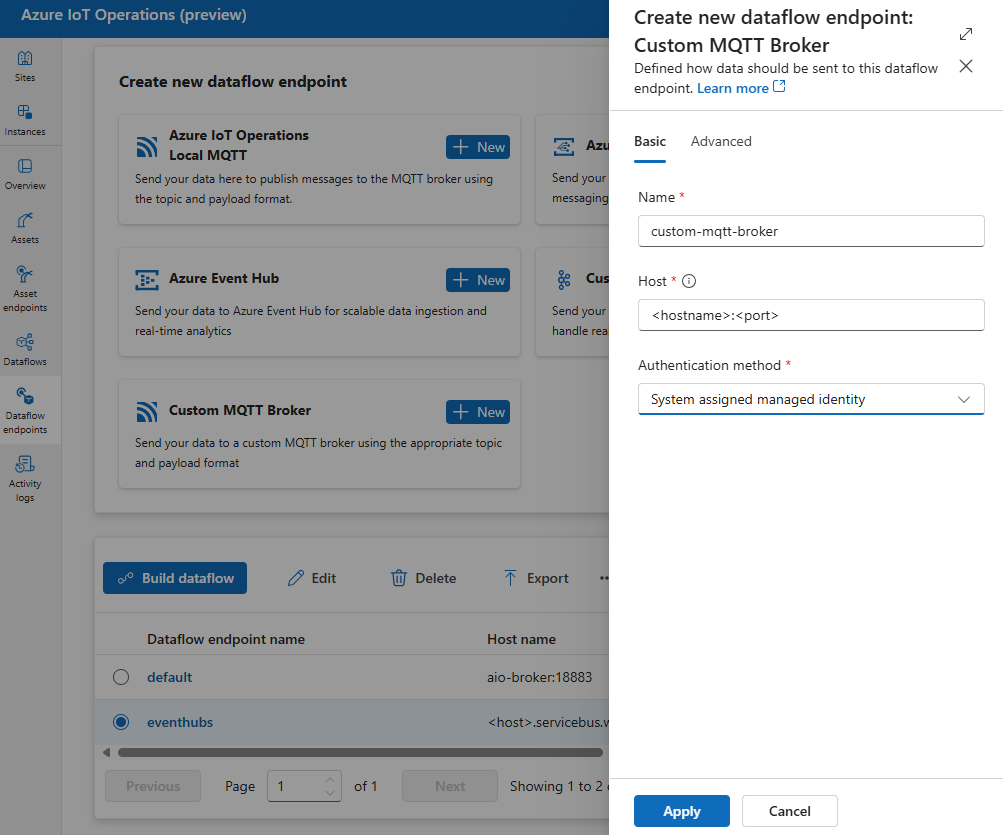 Azure IoT Operations (preview)
Sites
Instances
Overview
Assets
Asset
endpoints
Dataflows
Dataflow
endpoints
Activity
logs
Create new dataflow endpoint
Azure IoT Operations
Local MQTT
New
Send your data here to publish messages to the MQTT broker using
the topic and payload format.
Send your
messaging
Azure Event Hub
New
Send your data to Azure Event Hub for scalable data ingestion and
real-time analytics
Send your
Custom MQTT Broker
New
Send your data to a custom MQTT broker using the appropriate topic
and payload format
Build dataflow
Edit
Delete
Export
Dataflow endpoint name
Host name
default
aio-broker:18883
eventhubs
<host>.servicebus.w
Previous
Page
1
of 1
Next
Showing 1 to 2
Create new dataflow endpoint:
Custom MQTT Broker
Defined how data should be sent to this dataflow
endpoint. Learn more
Basic
Advanced
Name *
custom-mqtt-broker
Host *
<hostname>:<port>
Authentication method *
System assigned managed identity
Apply
Cancel